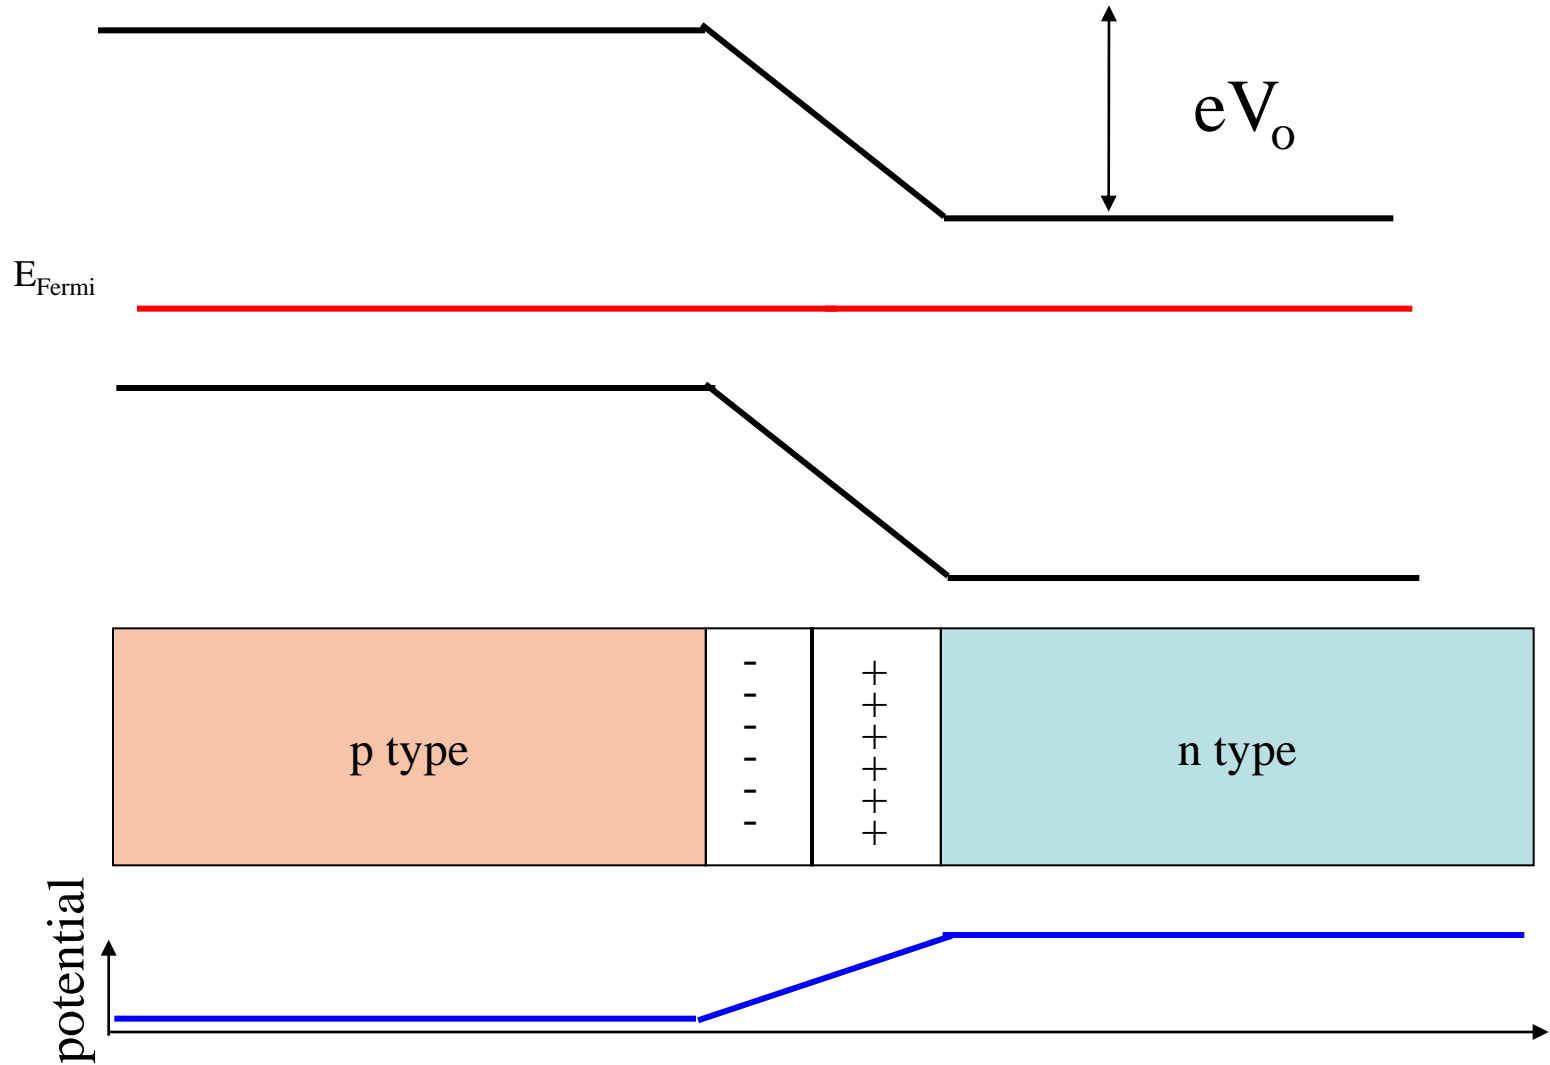 eVo
EFermi
-
-
-
-
-
-
+
+
+
+
+
+
p type
n type
potential